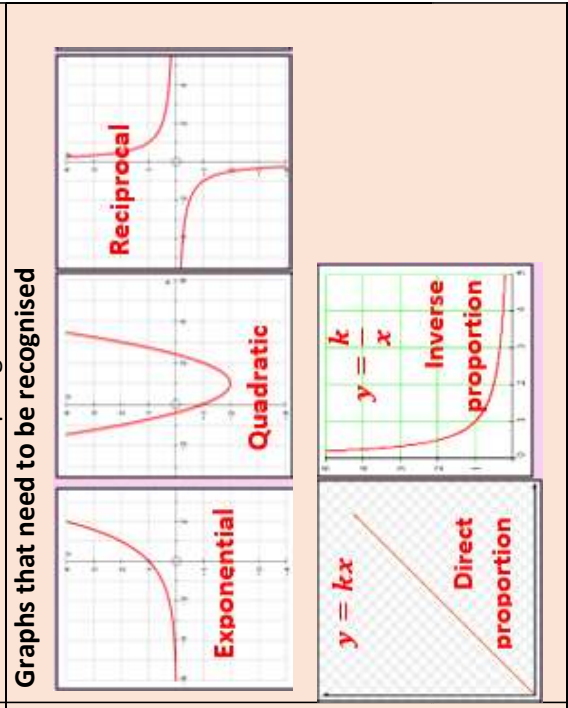 Graphs that need to be recognised
Exponential
Quadratic
Reciprocal
y = kx
Direct
proportion
y = k/x
Inverse
proportion